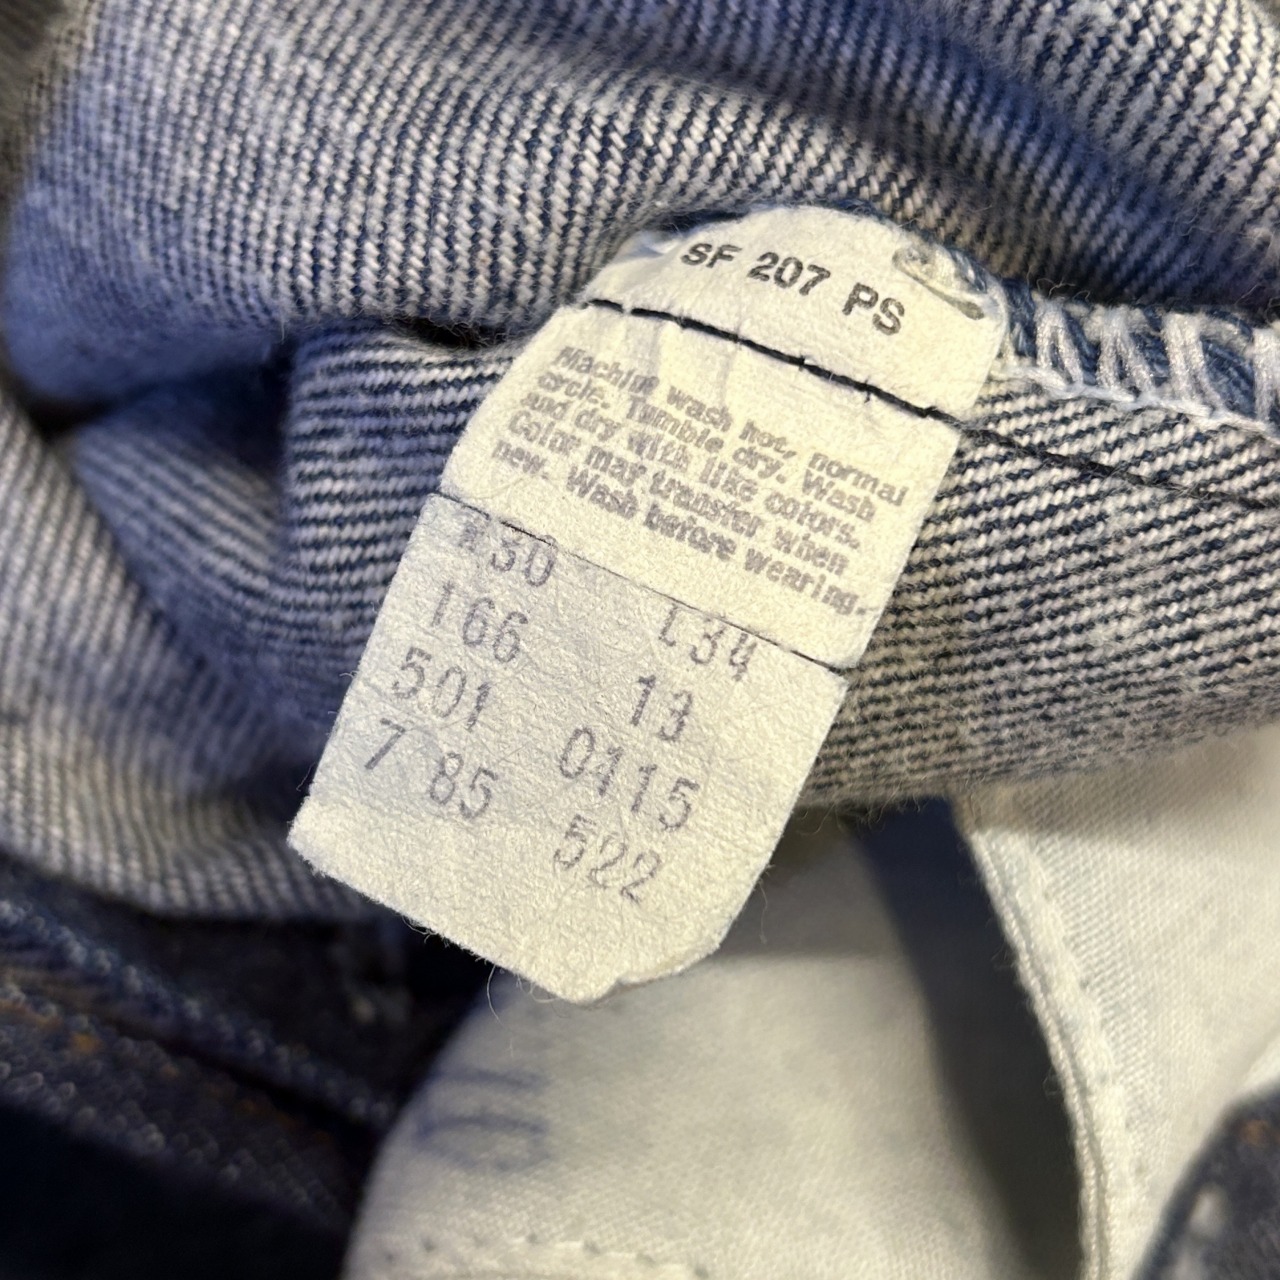 SF 207 PS
Machine wash hot, normal
circle. Tumble dry. Wash
and dry with like colors.
Color may transfer when
new. Wash before wearing.
W30 L34
166 13
501 0115
7 85 522